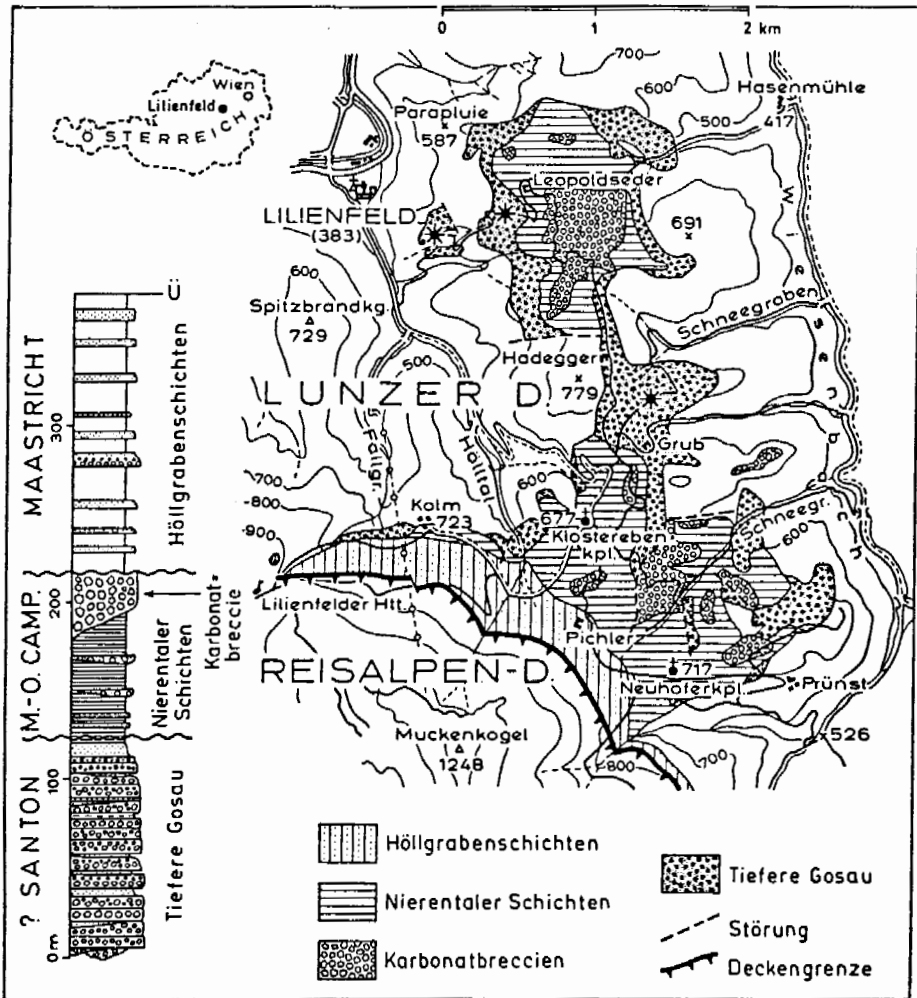 0 1 2 km
Wien
Lilienfeld
ÖSTERREICH
700
600
Hasenmühle
417
500
Parapluie
587
Leopoldseder
LILIENFELD
(383)
691
Wiesenbach
600
Spitzbrandkg.
729
Schneegraben
500
Hadegger
779
LUNZER D.
Höllltal
Grub
600
-700
-800
-900
Kolm
723
677
Klostereben
kpl.
Schneegr.
600
Lilienfelder Htt.
Pichlerz
REISALPEN-D.
717
Neuhoferkpl.
Prünst
526
Muckenkogel
1248
800
700
Ü
MAASTRICHT
Höllgrabenschichten
300
M.-O. CAMP.
200
Nierentaler
Schichten
Karbonat=
breccie
? SANTON
100
Tiefere Gosau
0m
Höllgrabenschichten
Nierentaler Schichten
Karbonatbreccien
Tiefere Gosau
Störung
Deckengrenze